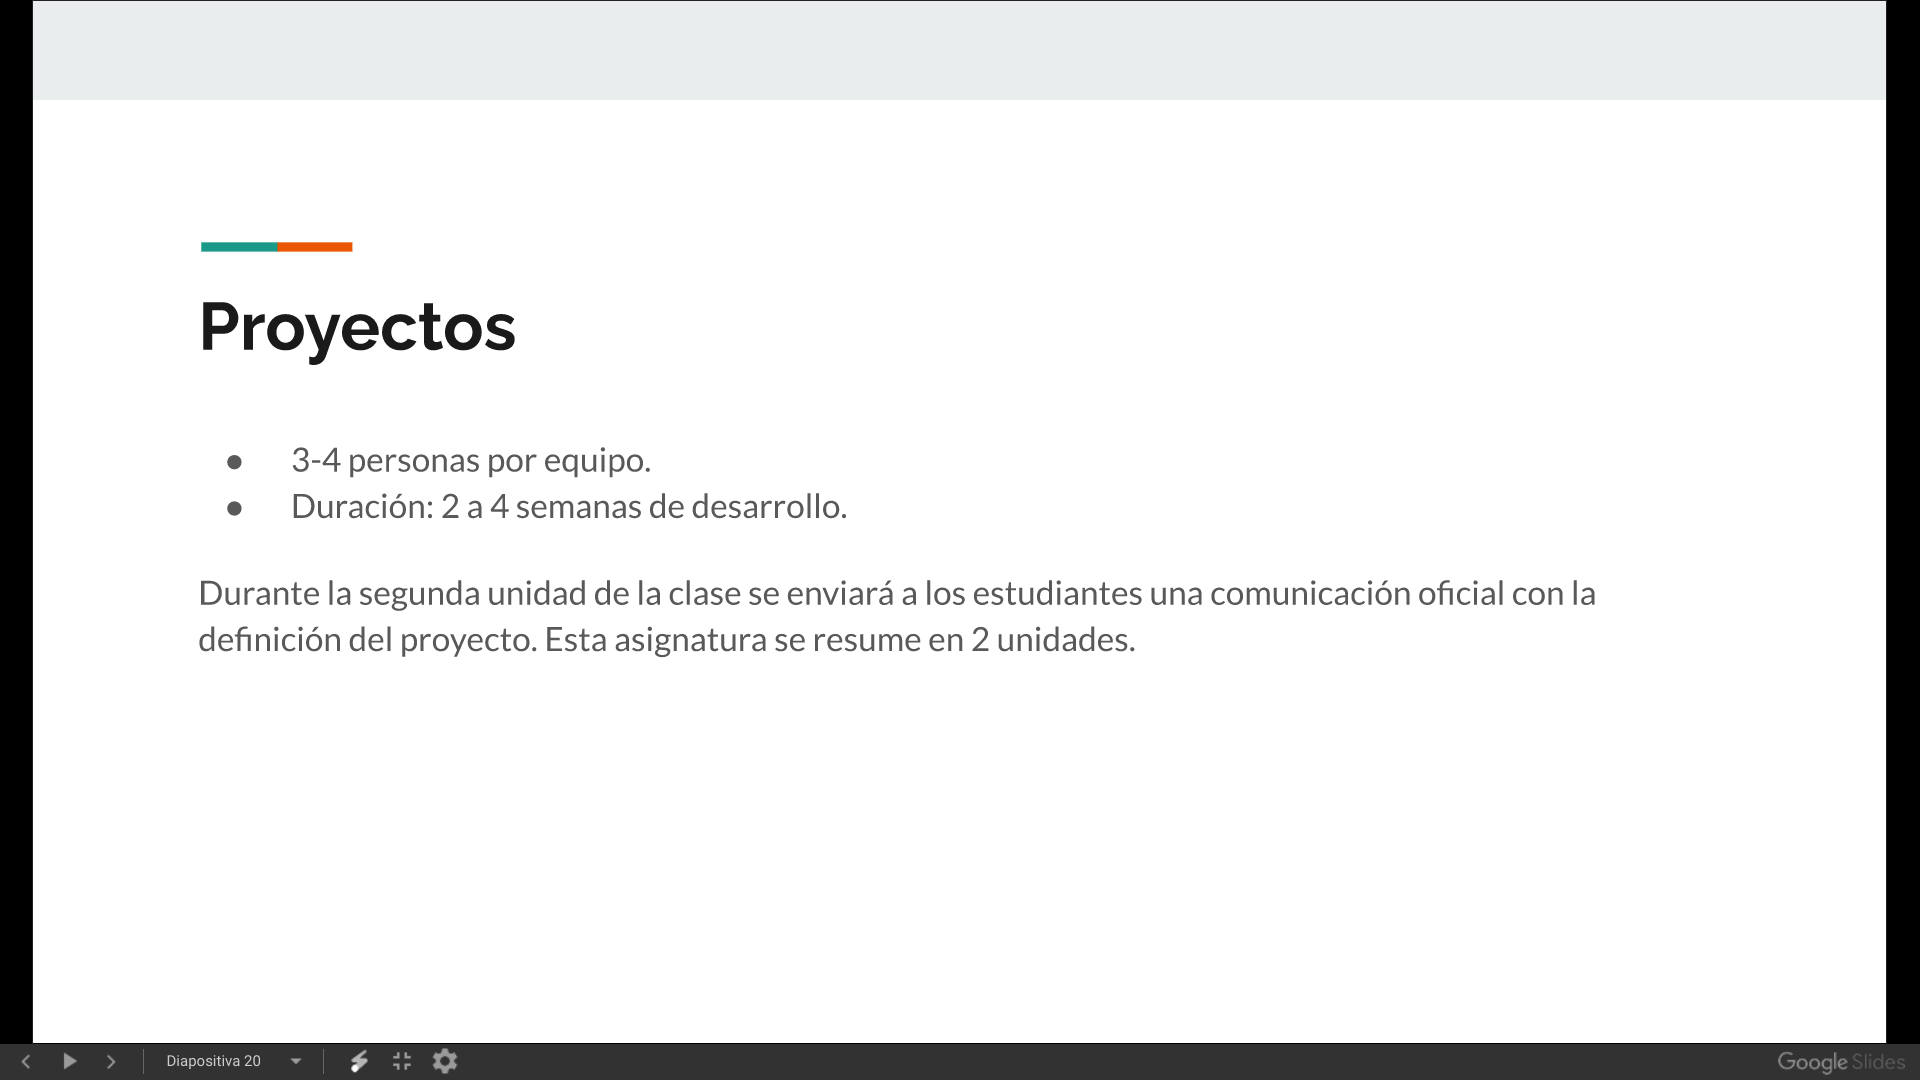 Proyectos
● 3-4 personas por equipo.
● Duración: 2 a 4 semanas de desarrollo.
Durante la segunda unidad de la clase se enviará a los estudiantes una comunicación oficial con la
definición del proyecto. Esta asignatura se resume en 2 unidades.
Diapositiva 20
Google Slides